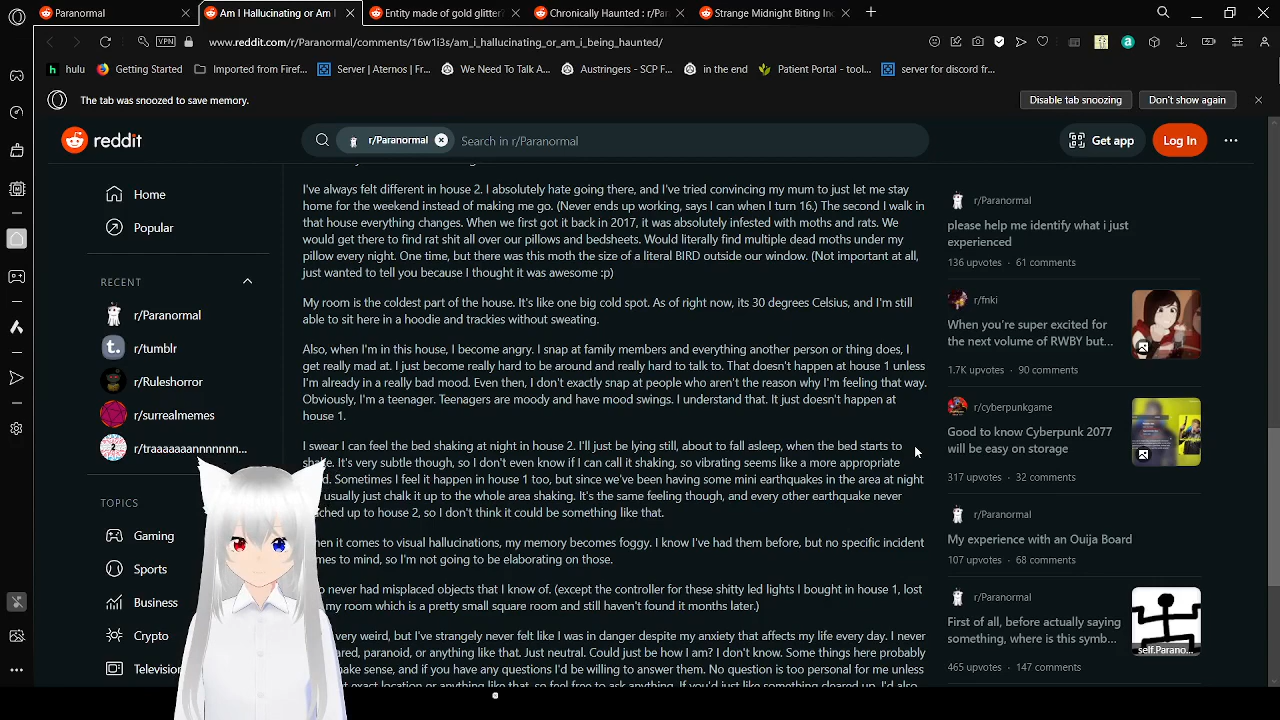 Paranormal
Am I Hallucinating or Am I
Entity made of gold glitter?
Chronically Haunted : r/Par
Strange Midnight Biting Inc
VPN
www.reddit.com/r/Paranormal/comments/16w1i3s/am_i_hallucinating_or_am_i_being_haunted/
hulu
Getting Started
Imported from Firef...
Server | Aternos | Fr...
We Need To Talk A...
Austringers - SCP F...
in the end
Patient Portal - tool...
server for discord fr...
The tab was snoozed to save memory.
Disable tab snoozing
Don't show again
reddit
r/Paranormal
Search in r/Paranormal
Get app
Log In
Home
Popular
RECENT
r/Paranormal
r/tumblr
r/Ruleshorror
r/surrealmemes
r/traaaaaaannnnnnn...
TOPICS
Gaming
Sports
Business
Crypto
Television
I've always felt different in house 2. I absolutely hate going there, and I've tried convincing my mum to just let me stay
home for the weekend instead of making me go. (Never ends up working, says I can when I turn 16.) The second I walk in
that house everything changes. When we first got it back in 2017, it was absolutely infested with moths and rats. We
would get there to find rat shit all over our pillows and bedsheets. Would literally find multiple dead moths under my
pillow every night. One time, but there was this moth the size of a literal BIRD outside our window. (Not important at all,
just wanted to tell you because I thought it was awesome :p)
My room is the coldest part of the house. It's like one big cold spot. As of right now, its 30 degrees Celsius, and I'm still
able to sit here in a hoodie and trackies without sweating.
Also, when I'm in this house, I become angry. I snap at family members and everything another person or thing does, I
get really mad at. I just become really hard to be around and really hard to talk to. That doesn't happen at house 1 unless
I'm already in a really bad mood. Even then, I don't exactly snap at people who aren't the reason why I'm feeling that way.
Obviously, I'm a teenager. Teenagers are moody and have mood swings. I understand that. It just doesn't happen at
house 1.
I swear I can feel the bed shaking at night in house 2. I'll just be lying still, about to fall asleep, when the bed starts to
shake. It's very subtle though, so I don't even know if I can call it shaking, so vibrating seems like a more appropriate
Sometimes I feel it happen in house 1 too, but since we've been having some mini earthquakes in the area at night
usually just chalk it up to the whole area shaking. It's the same feeling though, and every other earthquake never
up to house 2, so I don't think it could be something like that.
it comes to visual hallucinations, my memory becomes foggy. I know I've had them before, but no specific incident
to mind, so I'm not going to be elaborating on those.
never had misplaced objects that I know of. (except the controller for these shitty led lights I bought in house 1, lost
my room which is a pretty small square room and still haven't found it months later.)
very weird, but I've strangely never felt like I was in danger despite my anxiety that affects my life every day. I never
paranoid, or anything like that. Just neutral. Could just be how I am? I don't know. Some things here probably
make sense, and if you have any questions I'd be willing to answer them. No question is too personal for me unless
exact location or anything like that, so feel free to ask anything. If you'd just like something cleared up, I'd also
r/Paranormal
please help me identify what i just
experienced
136 upvotes · 61 comments
r/fnki
When you're super excited for
the next volume of RWBY but...
1.7K upvotes · 90 comments
r/cyberpunkgame
Good to know Cyberpunk 2077
will be easy on storage
317 upvotes · 32 comments
r/Paranormal
My experience with an Ouija Board
107 upvotes · 68 comments
r/Paranormal
First of all, before actually saying
something, where is this symb...
self.Parano...
465 upvotes · 147 comments